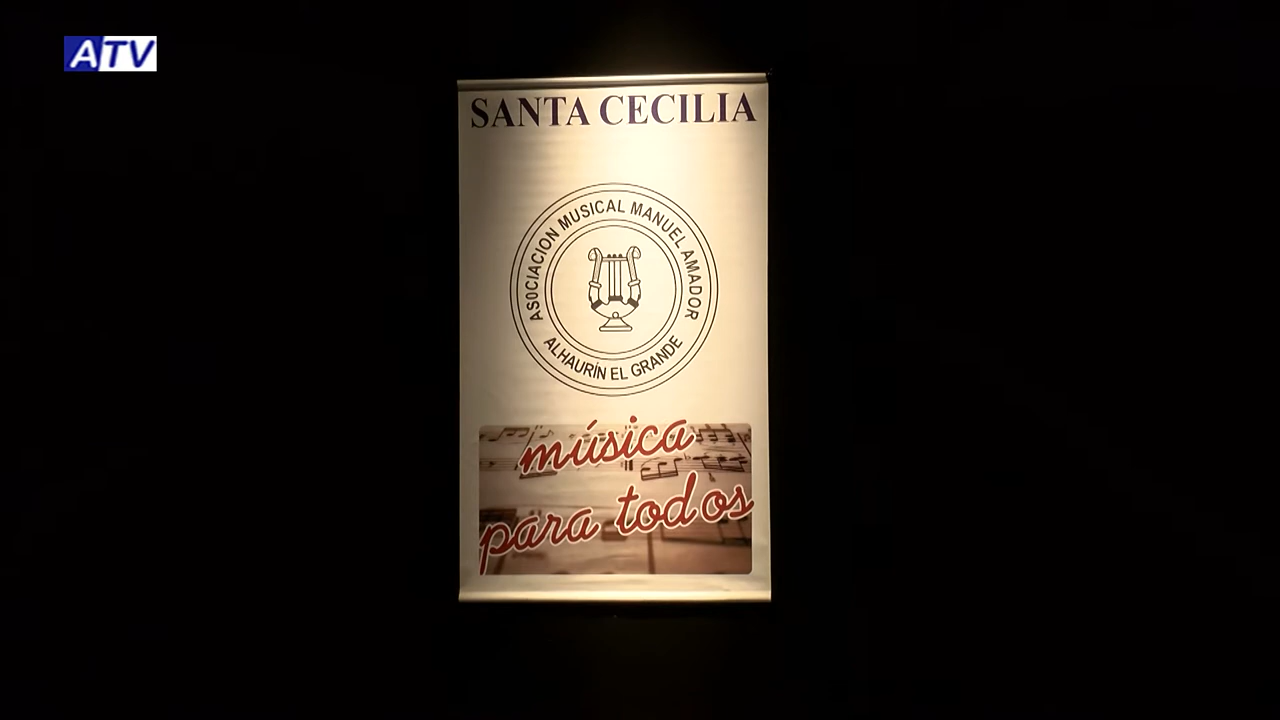 ATV
SANTA CECILIA
ASOCIACION MUSICAL MANUEL AMADOR
ALHAURÍN EL GRANDE
música
para todos